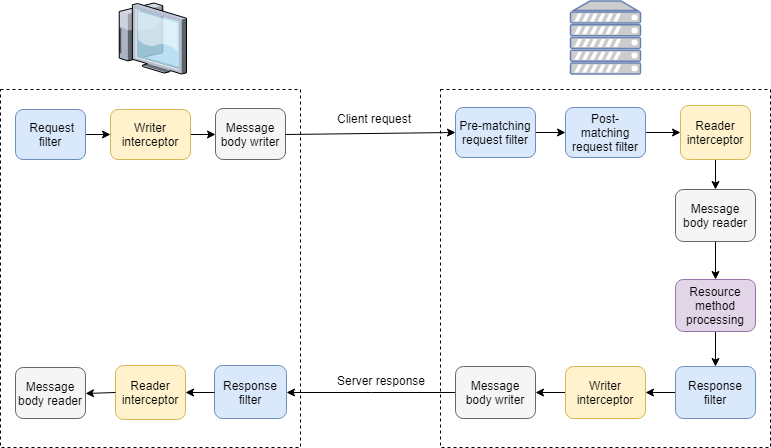 Request
filter
Writer
interceptor
Message
body writer
Client request
Pre-matching
request filter
Post-
matching
request filter
Reader
interceptor
Message
body reader
Resource
method
processing
Message
body reader
Reader
interceptor
Response
filter
Server response
Message
body writer
Writer
interceptor
Response
filter